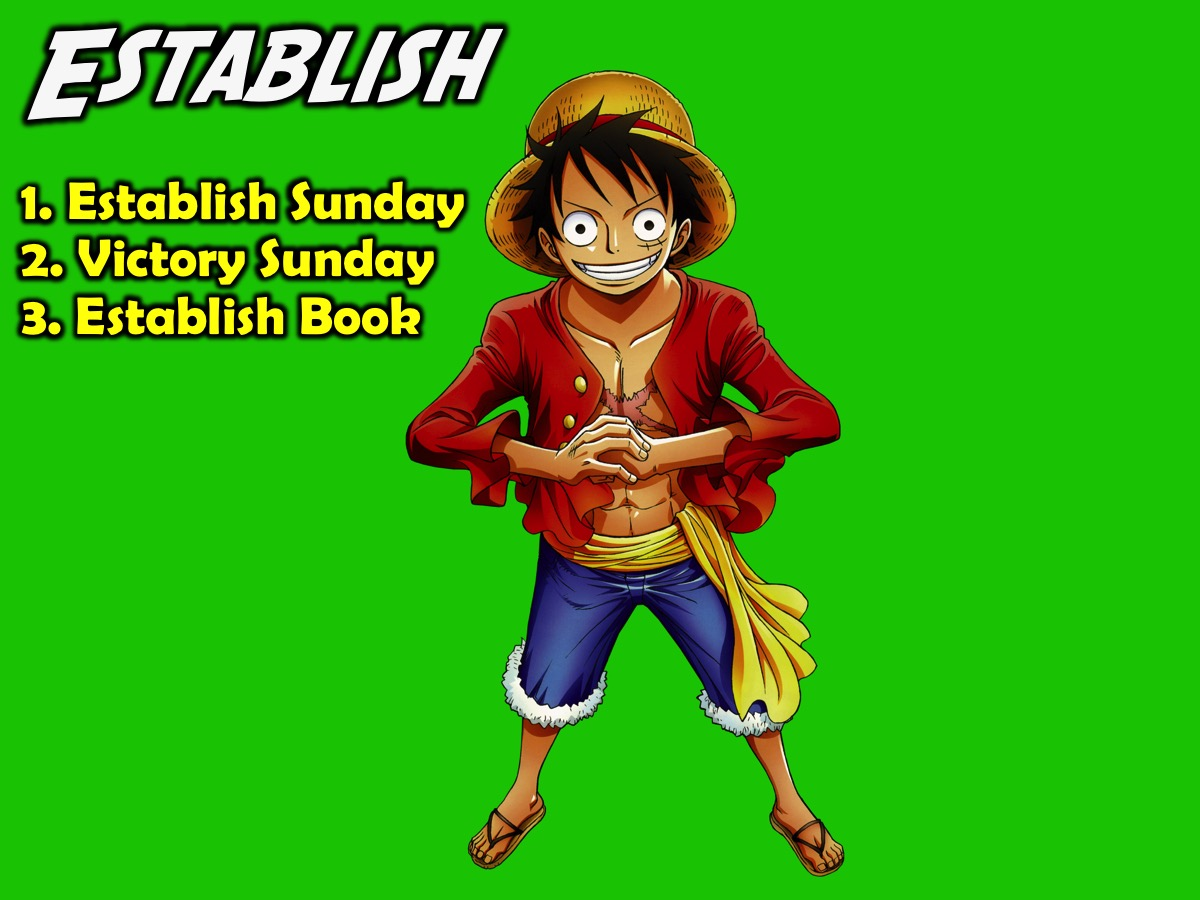 Establish
1. Establish Sunday
2. Victory Sunday
3. Establish Book